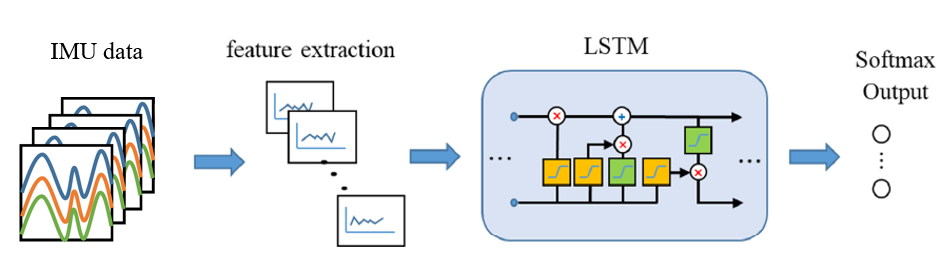 IMU data
feature extraction
LSTM
Softmax
Output